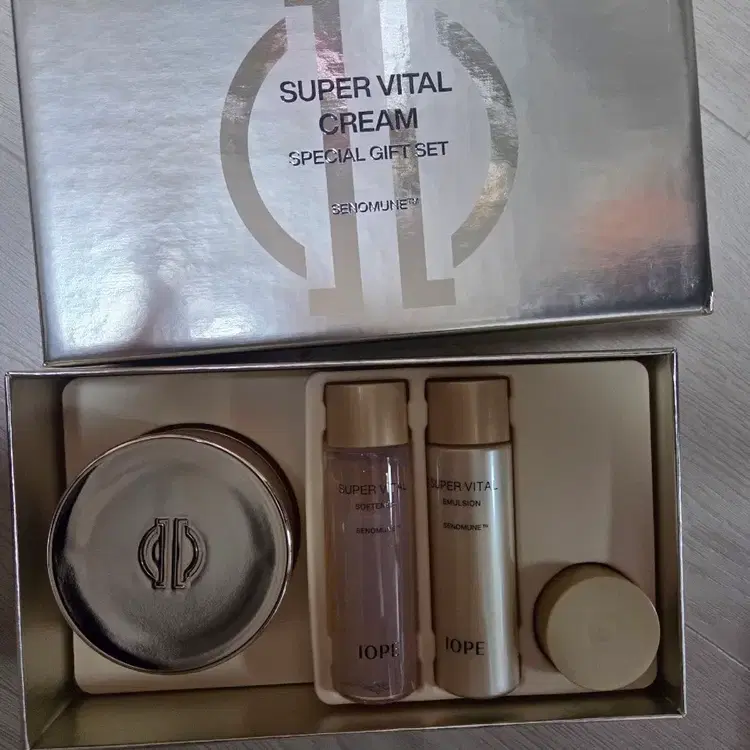 SUPER VITAL
CREAM
SPECIAL GIFT SET
SENOMUNE™
SUPER VITAL
SOFTENER
SENOMUNE™
IOPE
SUPER VITAL
EMULSION
SENOMUNE™
IOPE